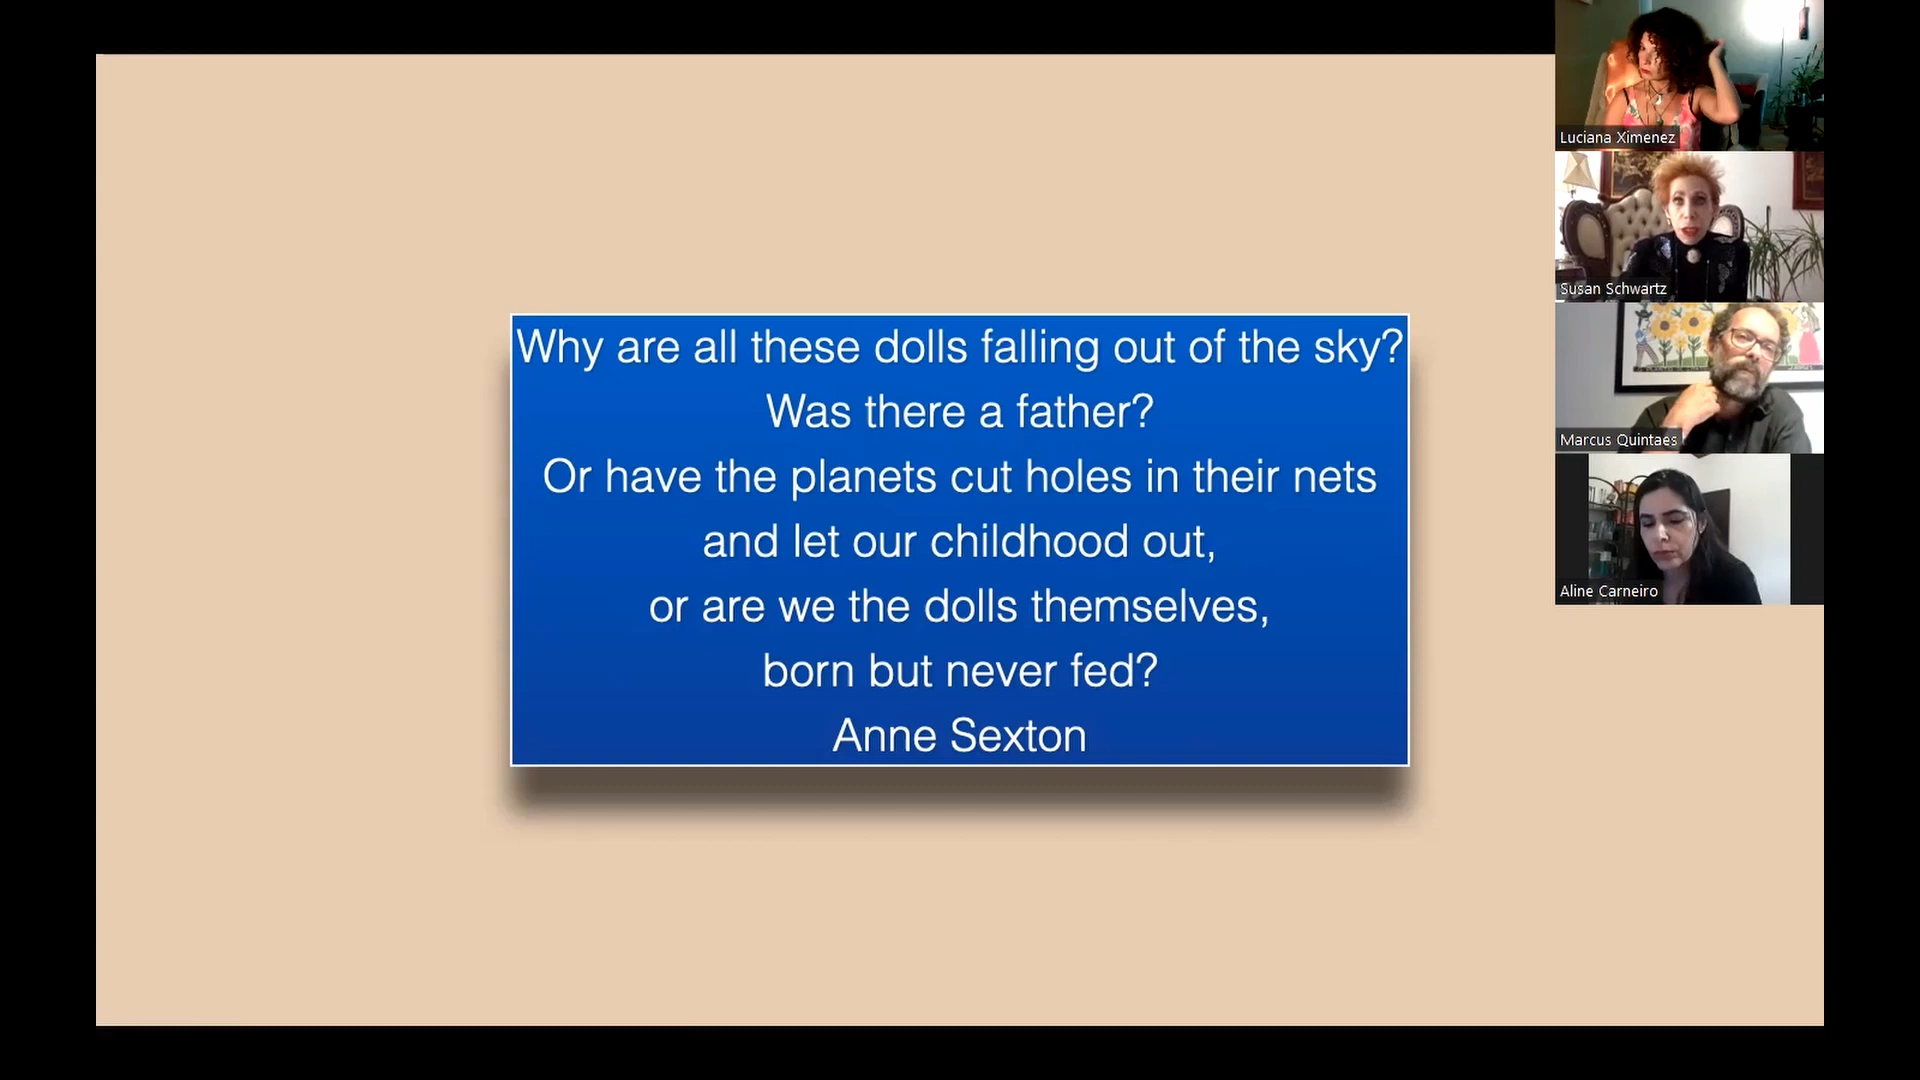 Why are all these dolls falling out of the sky?
Was there a father?
Or have the planets cut holes in their nets
and let our childhood out,
or are we the dolls themselves,
born but never fed?
Anne Sexton
Luciana Ximenez
Susan Schwartz
Marcus Quintaes
Aline Carneiro